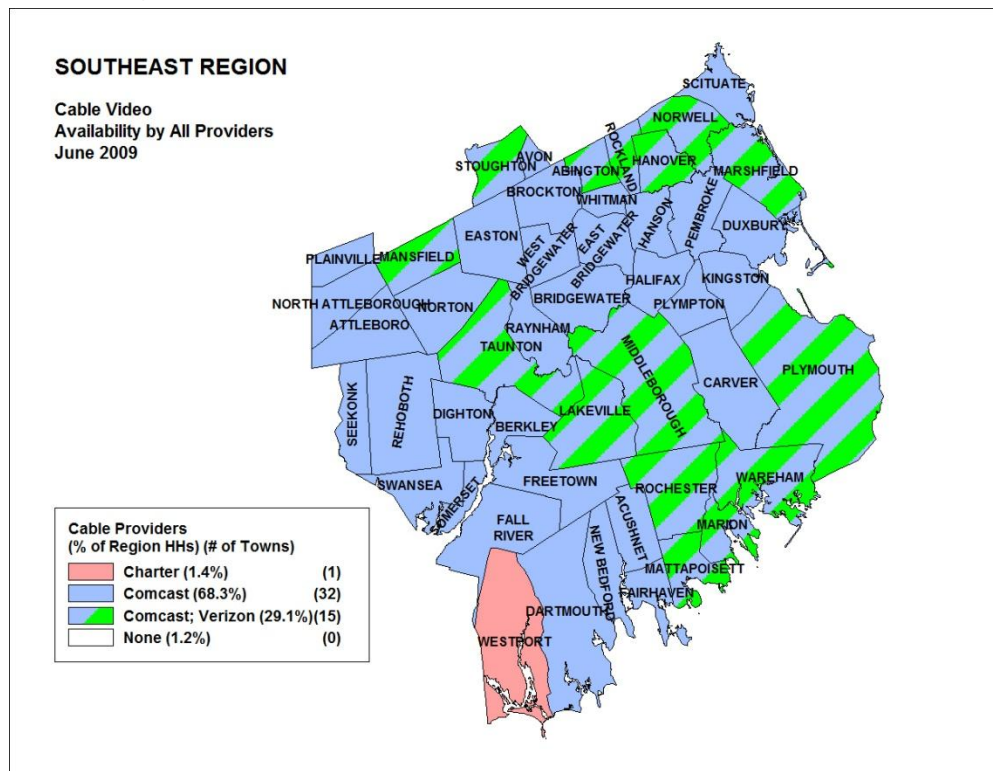 SOUTHEAST REGION
Cable Video
Availability by All Providers
June 2009
SCITUATE
NORWELL
ROCKLAND
HANOVER
AVON
STOUGHTON
ABINGTON
MARSHFIELD
BROCKTON
WHITMAN
PEMBROKE
HANSON
DUXBURY
EASTON
WEST
BRIDGEWATER
EAST
BRIDGEWATER
PLAINVILLE
MANSFIELD
HALIFAX
KINGSTON
NORTH ATTLEBOROUGH
NORTON
BRIDGEWATER
PLYMPTON
ATTLEBORO
RAYNHAM
TAUNTON
MIDDLEBOROUGH
PLYMOUTH
CARVER
SEEKONK
REHOBOTH
DIGHTON
LAKEVILLE
BERKLEY
SWANSEA
SOMERSET
FREETOWN
ROCHESTER
WAREHAM
FALL
RIVER
ACUSHNET
MARION
NEW BEDFORD
MATTAPOISETT
FAIRHAVEN
DARTMOUTH
WESTPORT
Cable Providers
(% of Region HHs) (# of Towns)
Charter (1.4%) (1)
Comcast (68.3%) (32)
Comcast; Verizon (29.1%)(15)
None (1.2%) (0)